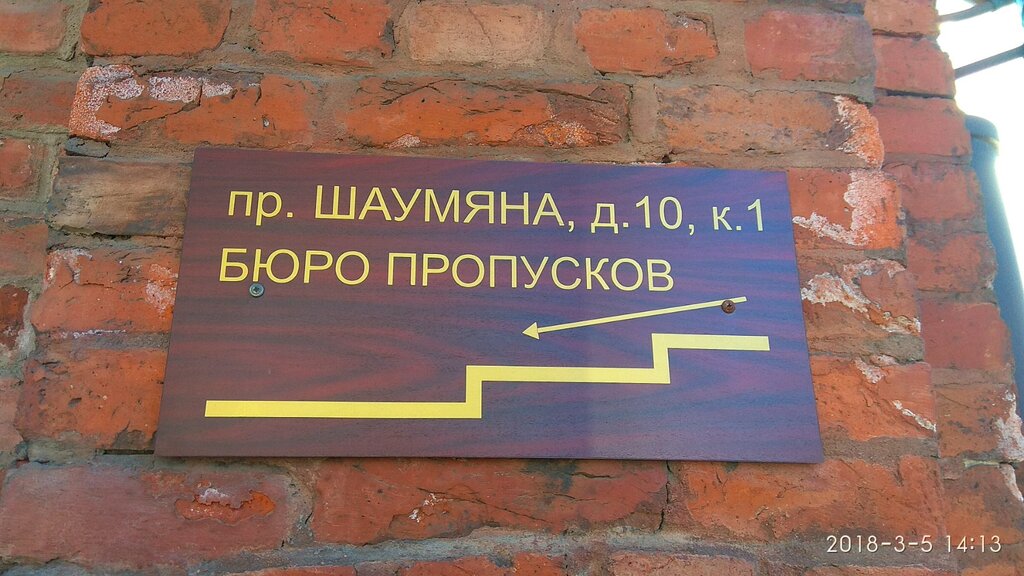 пр. ШАУМЯНА, д.10, к.1
БЮРО ПРОПУСКОВ
2018-3-5 14:13